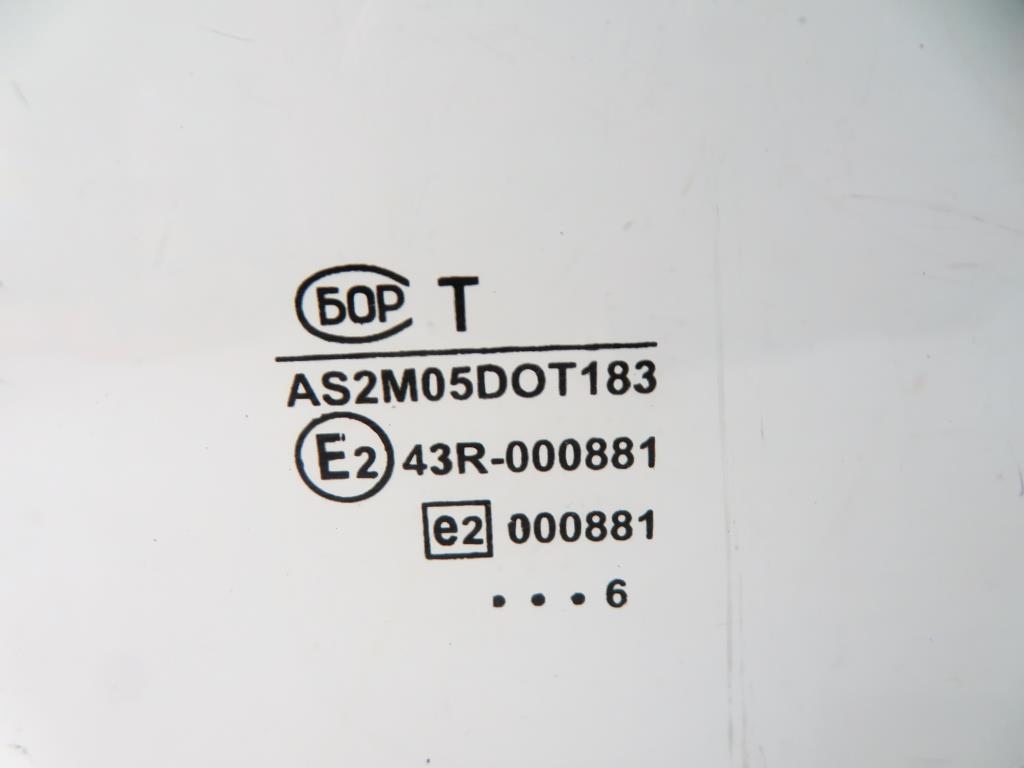 БОР T
AS2M05DOT183
E2 43R-000881
e2 000881
. . . 6